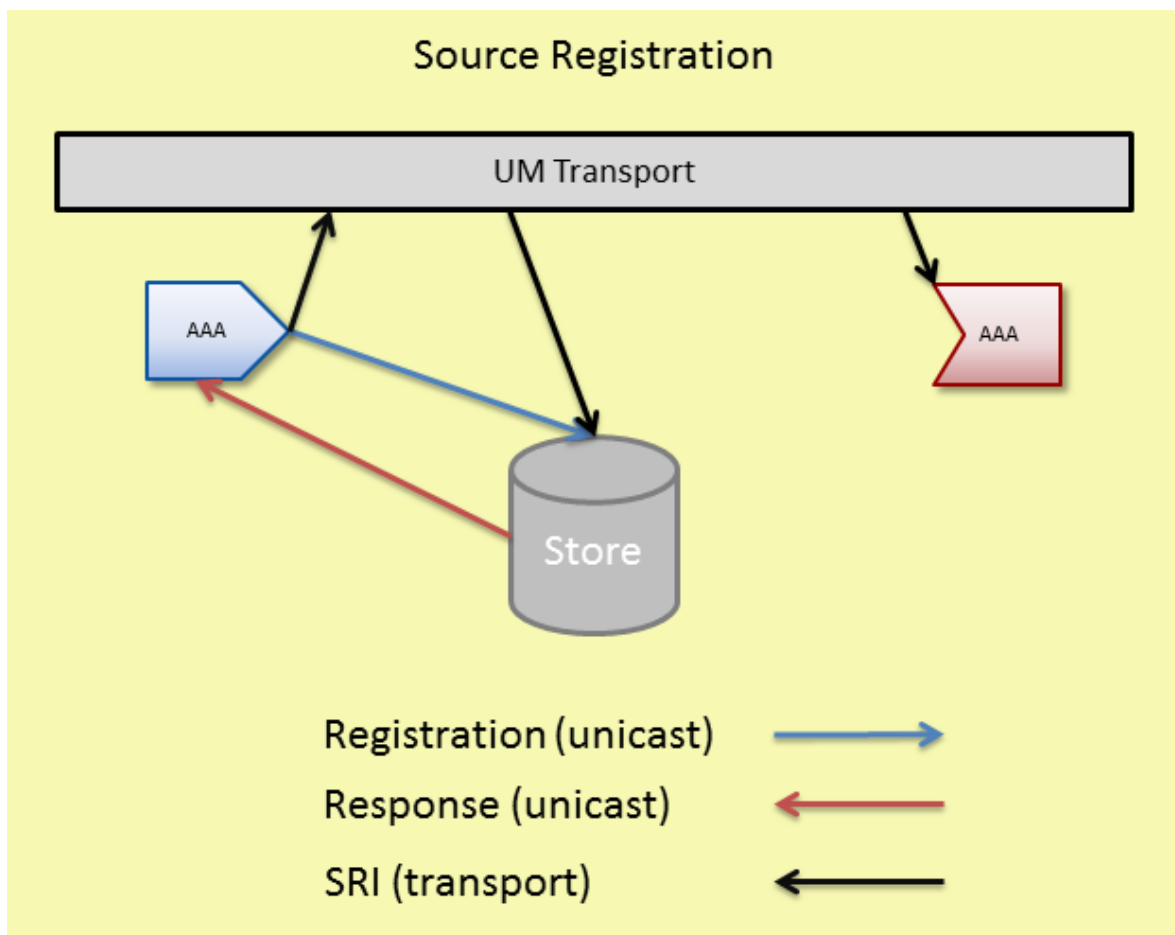 Source Registration
UM Transport
AAA
AAA
Store
Registration (unicast)
Response (unicast)
SRI (transport)